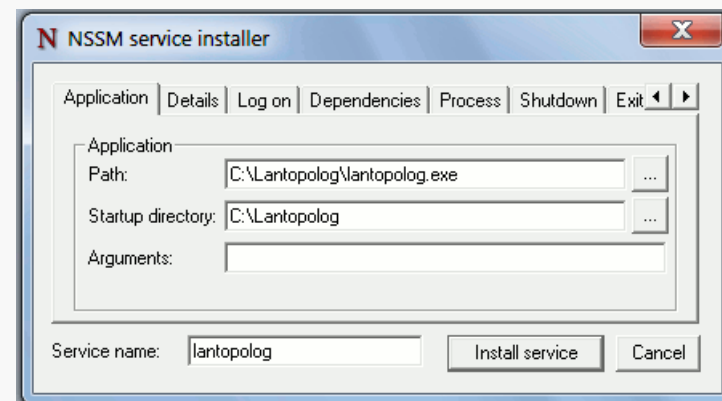 N NSSM service installer
Application Details Log on Dependencies Process Shutdown Exit
Application
Path: C:\Lantopolog\lantopolog.exe ...
Startup directory: C:\Lantopolog ...
Arguments:
Service name: lantopolog Install service Cancel